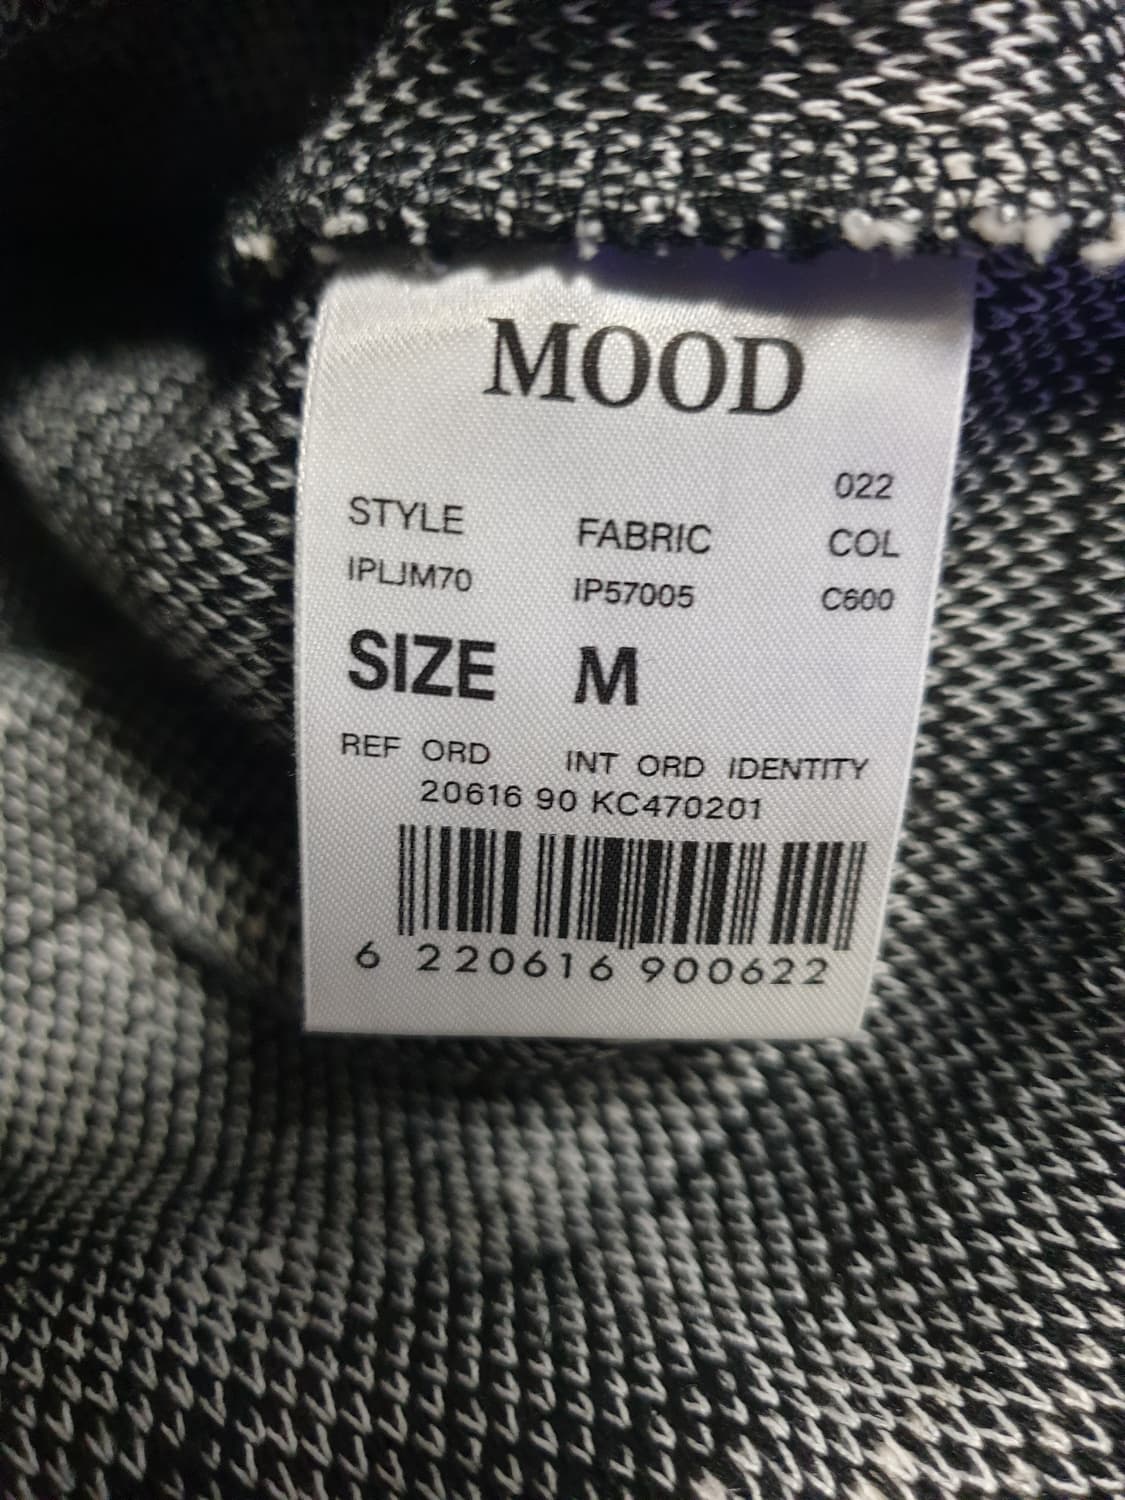 MOOD
022
STYLE FABRIC COL
IPLJM70 IP57005 C600
SIZE M
REF ORD INT ORD IDENTITY
20616 90 KC470201
6 220616 900622